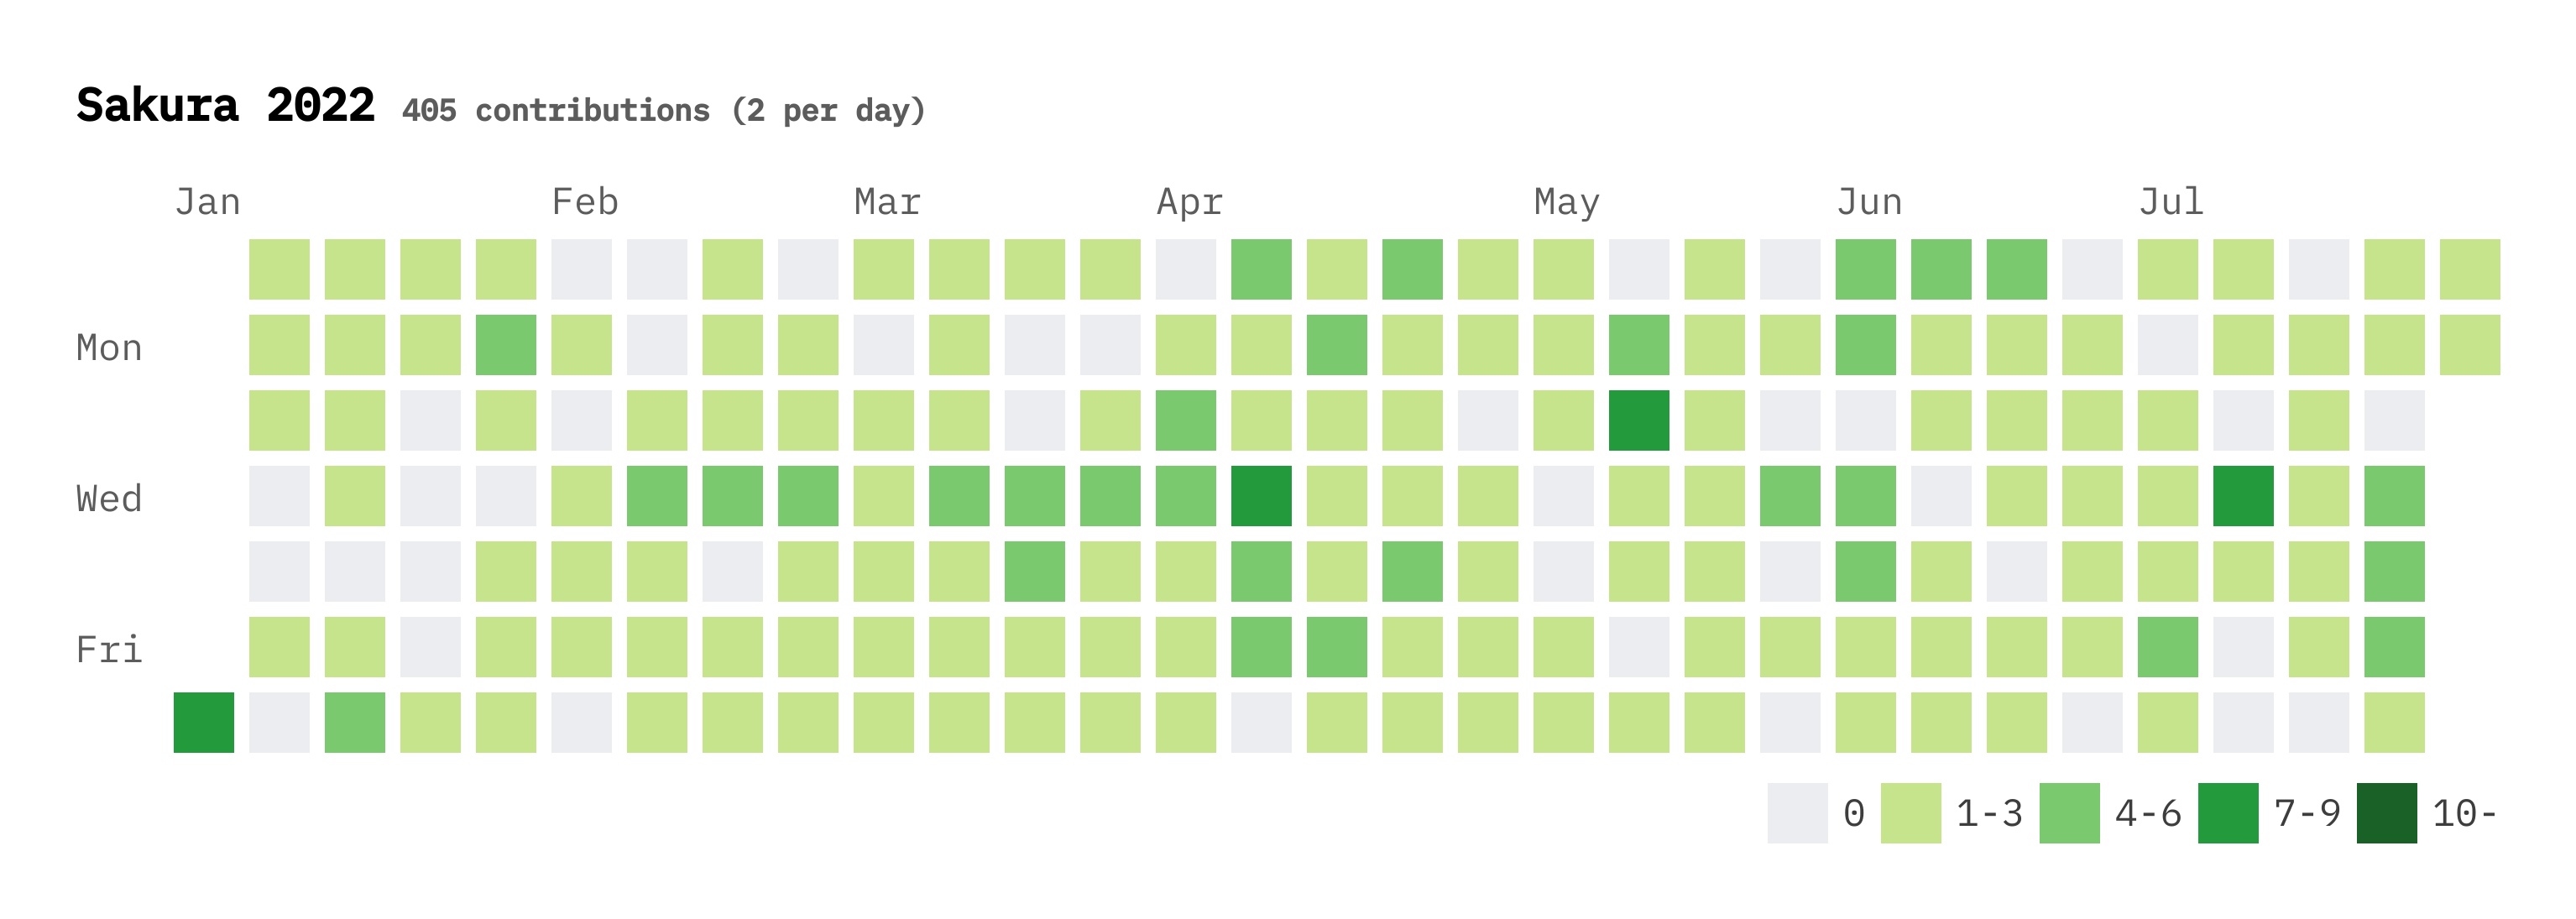 Sakura 2022 405 contributions (2 per day)
Jan Feb Mar Apr May Jun Jul
Mon
Wed
Fri
0 1-3 4-6 7-9 10-